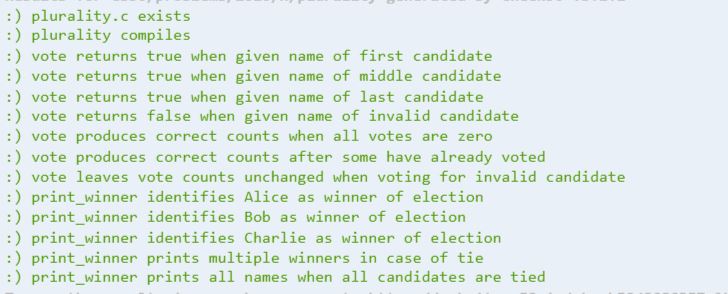 :) plurality.c exists
:) plurality compiles
:) vote returns true when given name of first candidate
:) vote returns true when given name of middle candidate
:) vote returns true when given name of last candidate
:) vote returns false when given name of invalid candidate
:) vote produces correct counts when all votes are zero
:) vote produces correct counts after some have already voted
:) vote leaves vote counts unchanged when voting for invalid candidate
:) print_winner identifies Alice as winner of election
:) print_winner identifies Bob as winner of election
:) print_winner identifies Charlie as winner of election
:) print_winner prints multiple winners in case of tie
:) print_winner prints all names when all candidates are tied